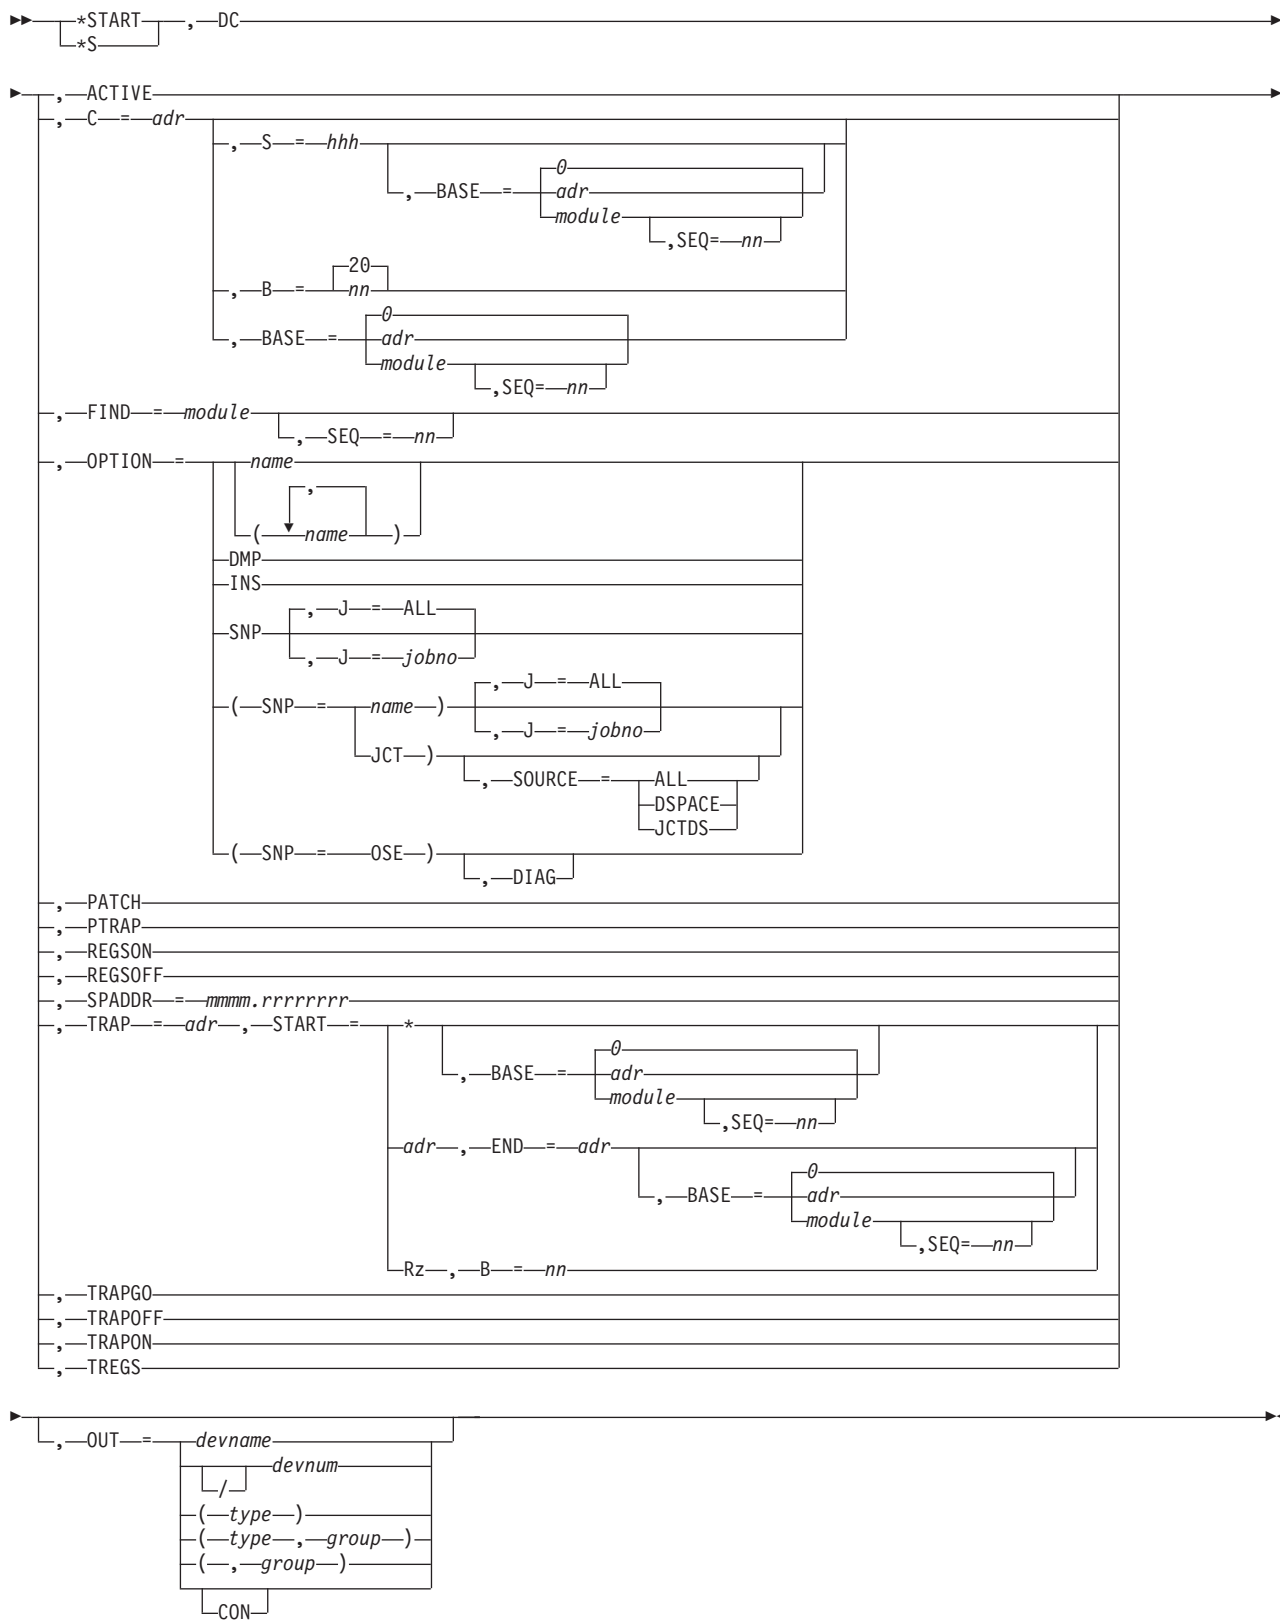 *START , DC
*S
, ACTIVE
, C = adr
, S = hhh
0
, BASE = adr
module
,SEQ= nn
20
, B = nn
0
, BASE = adr
module
,SEQ= nn
, FIND = module
, SEQ = nn
, OPTION = name
,
( name )
DMP
INS
, J = ALL
SNP
, J = jobno
, J = ALL
( SNP = name )
, J = jobno
JCT )
, SOURCE = ALL
DSPACE
JCTDS
( SNP = OSE )
, DIAG
, PATCH
, PTRAP
, REGSON
, REGSOFF
, SPADDR = mmmm.rrrrrrrr
, TRAP = adr , START = *
0
, BASE = adr
module
,SEQ= nn
adr , END = adr
0
, BASE = adr
module
,SEQ= nn
Rz , B = nn
, TRAPGO
, TRAPOFF
, TRAPON
, TREGS
, OUT = devname
devnum
/
( type )
( type , group )
( , group )
CON